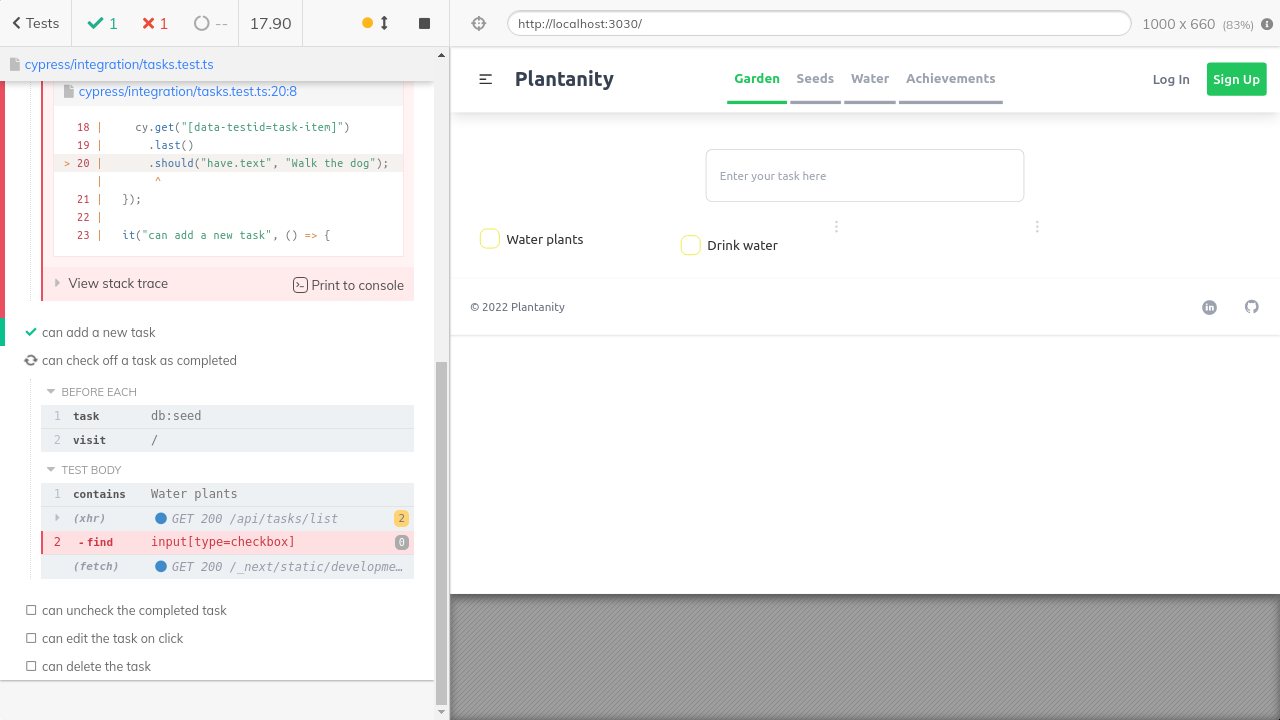 Tests 1 1 -- 17.90
cypress/integration/tasks.test.ts
cypress/integration/tasks.test.ts:20:8
18 | cy.get("[data-testid=task-item]")
19 | .last()
> 20 | .should("have.text", "Walk the dog");
| ^
21 | });
22 |
23 | it("can add a new task", () => {
View stack trace Print to console
can add a new task
can check off a task as completed
BEFORE EACH
1 task db:seed
2 visit /
TEST BODY
1 contains Water plants
(xhr) GET 200 /api/tasks/list 2
2 -find input[type=checkbox] 0
(fetch) GET 200 /_next/static/developme…
can uncheck the completed task
can edit the task on click
can delete the task
http://localhost:3030/ 1000 x 660 (83%)
Plantanity Garden Seeds Water Achievements Log In Sign Up
Enter your task here
Water plants Drink water
© 2022 Plantanity